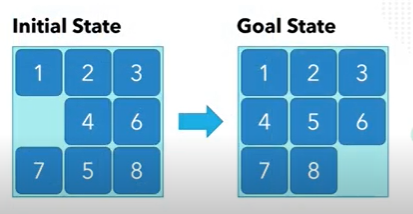 Initial State Goal State
1 2 3 1 2 3
4 6 4 5 6
7 5 8 7 8